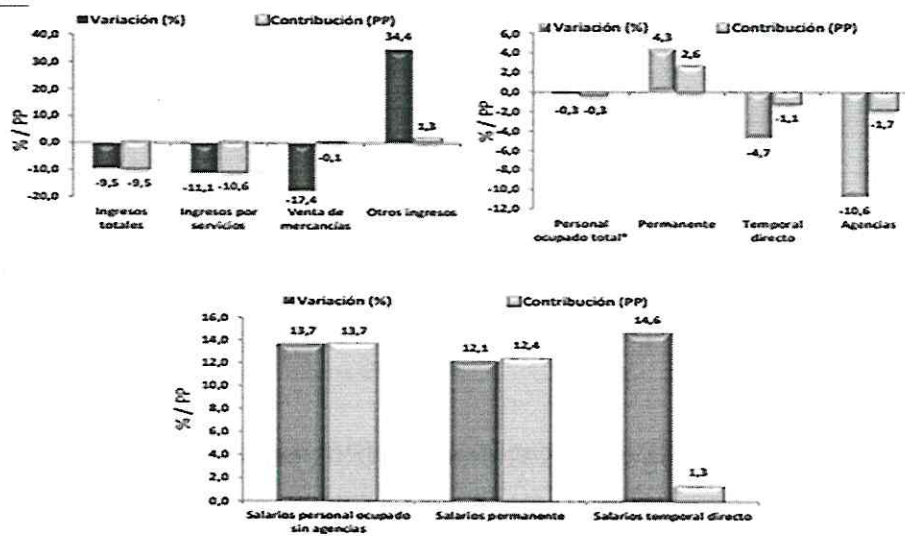 Variación (%) Contribución (PP)
40,0
30,0
20,0
10,0
0,0
-10,0
-20,0
% / PP
34,4
1,3
-0,1
-9,5 -9,5
-11,1 -10,6
-17,4
Ingresos totales
Ingresos por servicios
Venta de mercancías
Otros ingresos
Variación (%) Contribución (PP)
6,0
4,0
2,0
0,0
-2,0
-4,0
-6,0
-8,0
-10,0
-12,0
% / PP
4,3
2,6
-0,3 -0,3
-1,1
-4,7
-1,7
-10,6
Personal ocupado total*
Permanente
Temporal directo
Agencias
Variación (%) Contribución (PP)
16,0
14,0
12,0
10,0
8,0
6,0
4,0
2,0
0,0
% / PP
13,7 13,7
12,1 12,4
14,6
1,3
Salarios personal ocupado sin agencias
Salarios permanente
Salarios temporal directo